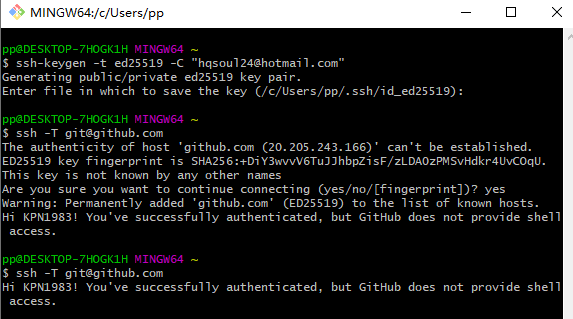 MINGW64:/c/Users/pp
pp@DESKTOP-7HOGK1H MINGW64 ~
$ ssh-keygen -t ed25519 -C "hqsoul24@hotmail.com"
Generating public/private ed25519 key pair.
Enter file in which to save the key (/c/Users/pp/.ssh/id_ed25519):
pp@DESKTOP-7HOGK1H MINGW64 ~
$ ssh -T git@github.com
The authenticity of host 'github.com (20.205.243.166)' can't be established.
ED25519 key fingerprint is SHA256:+DiY3wvvV6TuJJhbpZisF/zLDA0zPMSvHdkr4UvCOqU.
This key is not known by any other names
Are you sure you want to continue connecting (yes/no/[fingerprint])? yes
Warning: Permanently added 'github.com' (ED25519) to the list of known hosts.
Hi KPN1983! You've successfully authenticated, but GitHub does not provide shell
 access.
pp@DESKTOP-7HOGK1H MINGW64 ~
$ ssh -T git@github.com
Hi KPN1983! You've successfully authenticated, but GitHub does not provide shell
 access.